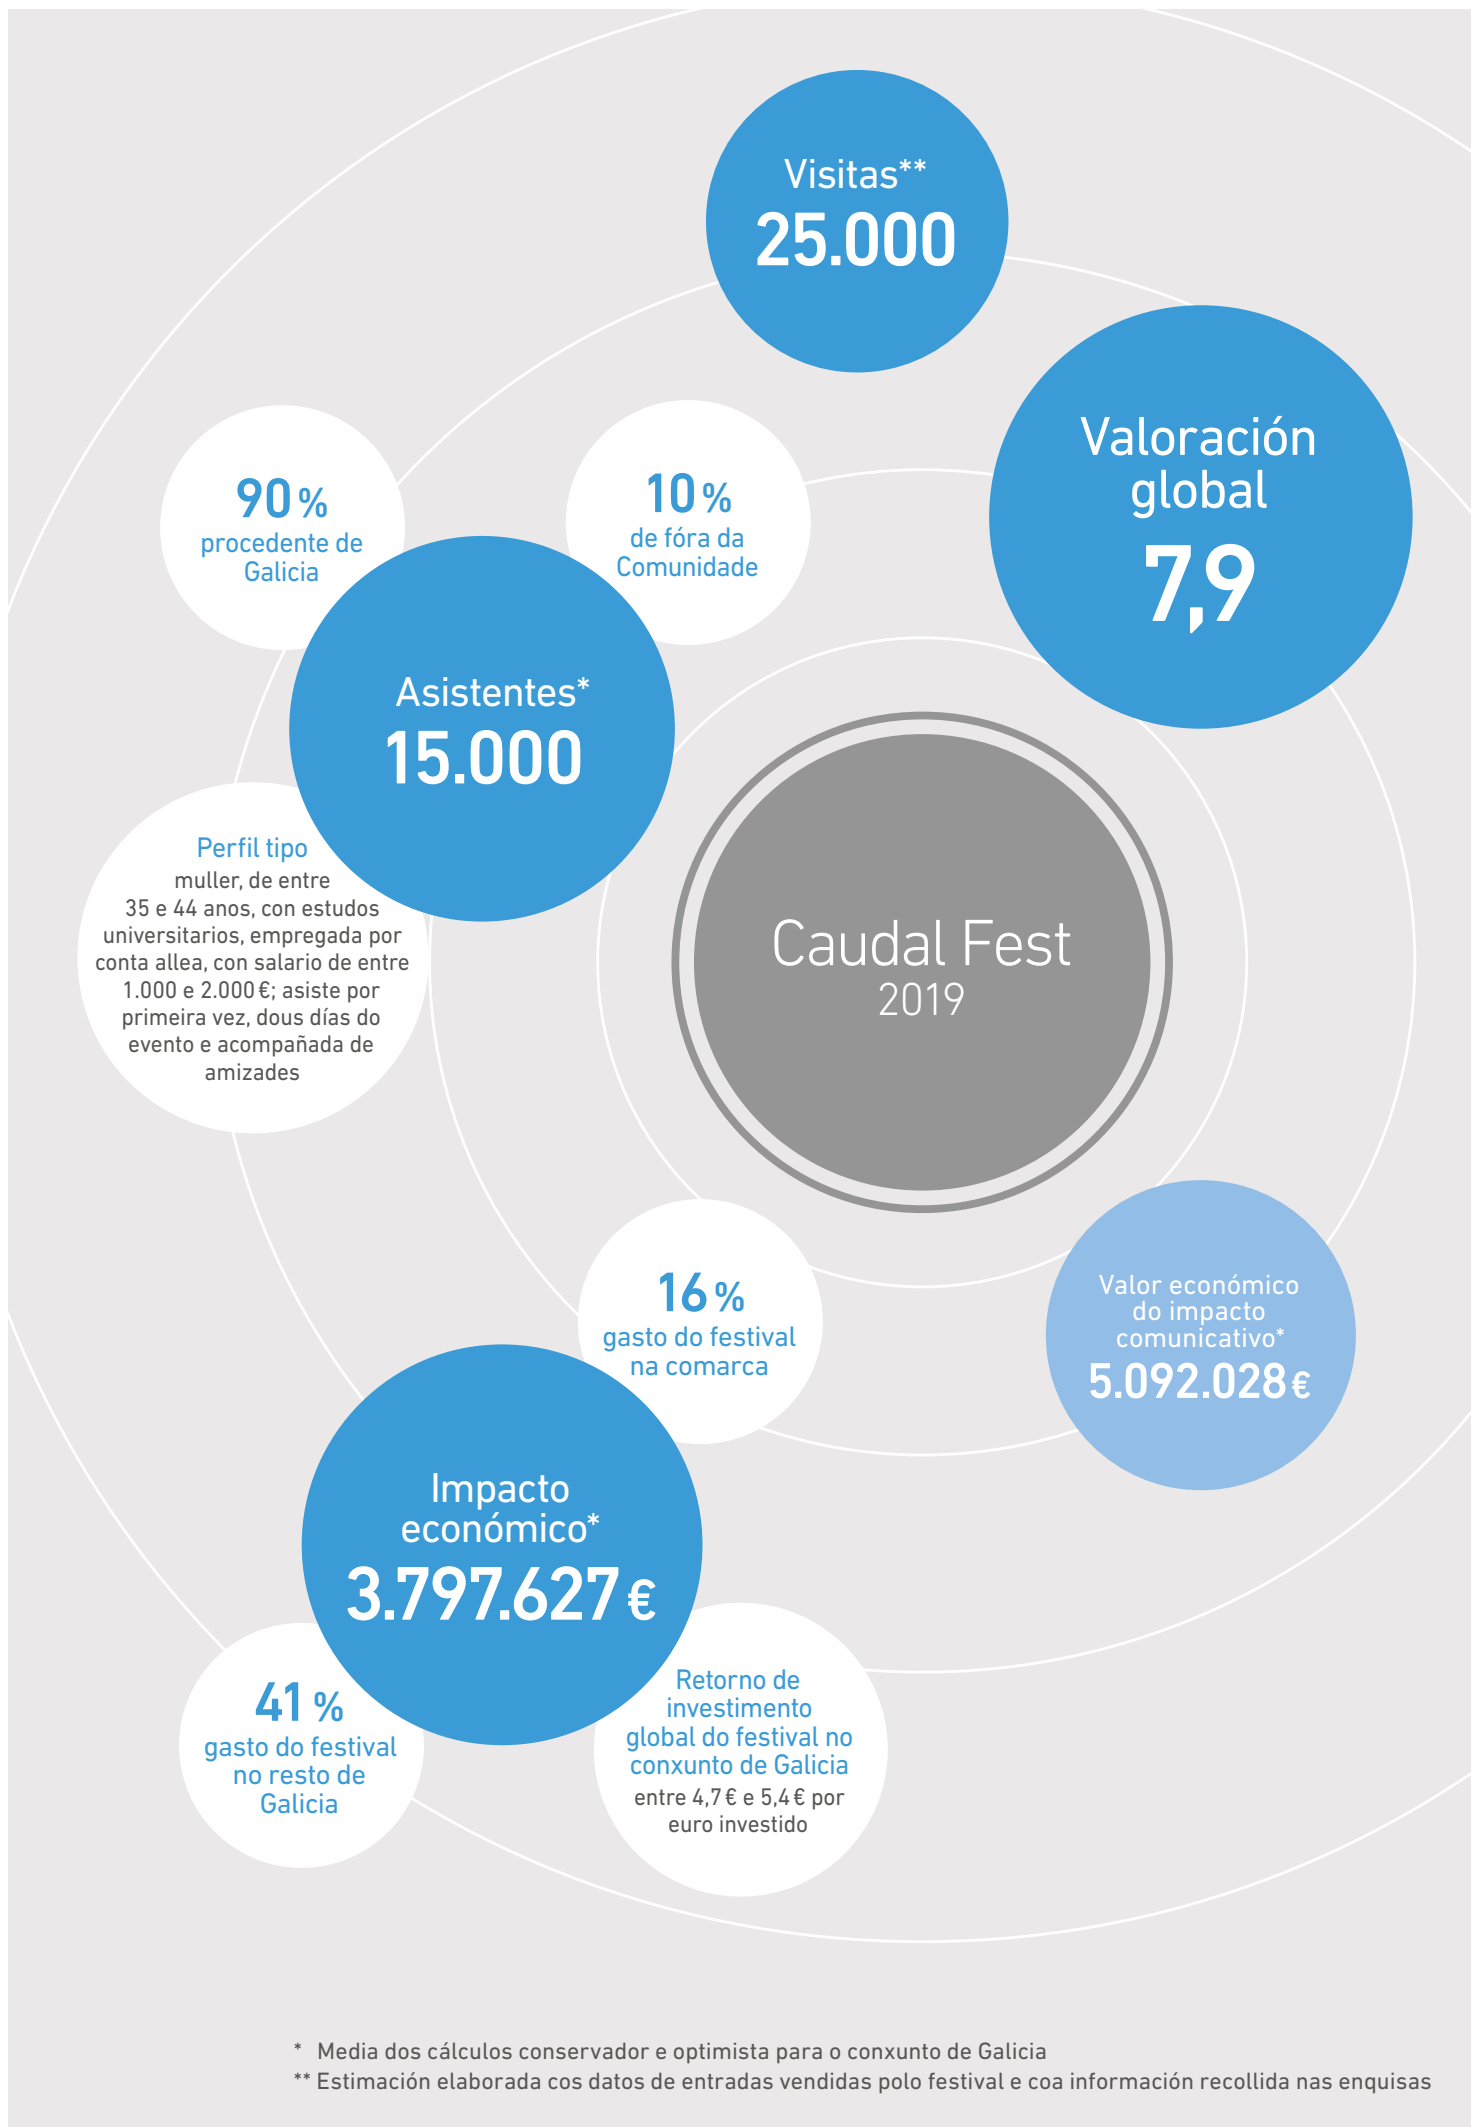 Visitas**
25.000
Valoración
global
7,9
90 %
procedente de
Galicia
10 %
de fóra da
Comunidade
Asistentes*
15.000
Perfil tipo
muller, de entre
35 e 44 anos, con estudos
universitarios, empregada por
conta allea, con salario de entre
1.000 e 2.000 €; asiste por
primeira vez, dous días do
evento e acompañada de
amizades
Caudal Fest
2019
16 %
gasto do festival
na comarca
Valor económico
do impacto
comunicativo*
5.092.028 €
Impacto
económico*
3.797.627 €
41 %
gasto do festival
no resto de
Galicia
Retorno de
investimento
global do festival no
conxunto de Galicia
entre 4,7 € e 5,4 € por
euro investido
* Media dos cálculos conservador e optimista para o conxunto de Galicia
** Estimación elaborada cos datos de entradas vendidas polo festival e coa información recollida nas enquisas